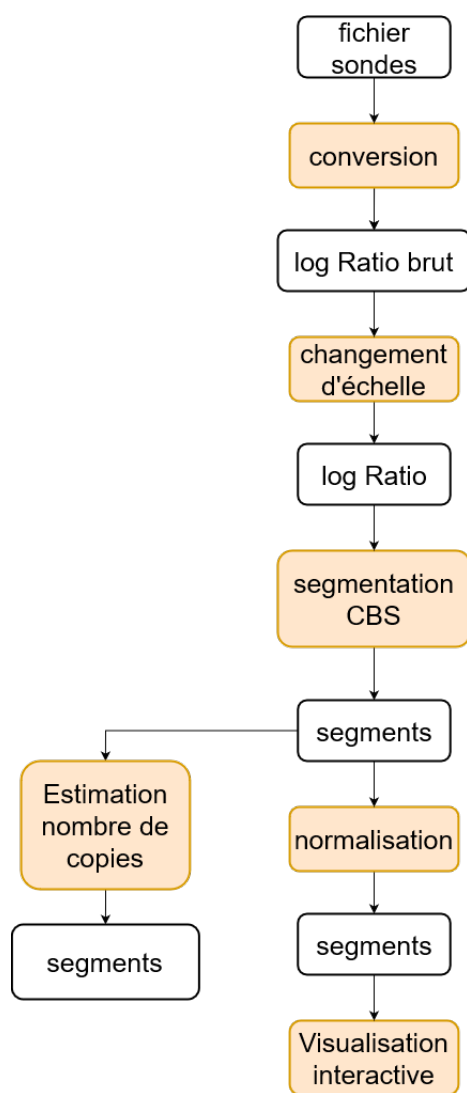 fichier
sondes
conversion
log Ratio brut
changement
d'échelle
log Ratio
segmentation
CBS
segments
Estimation
nombre de
copies
segments
normalisation
segments
Visualisation
interactive